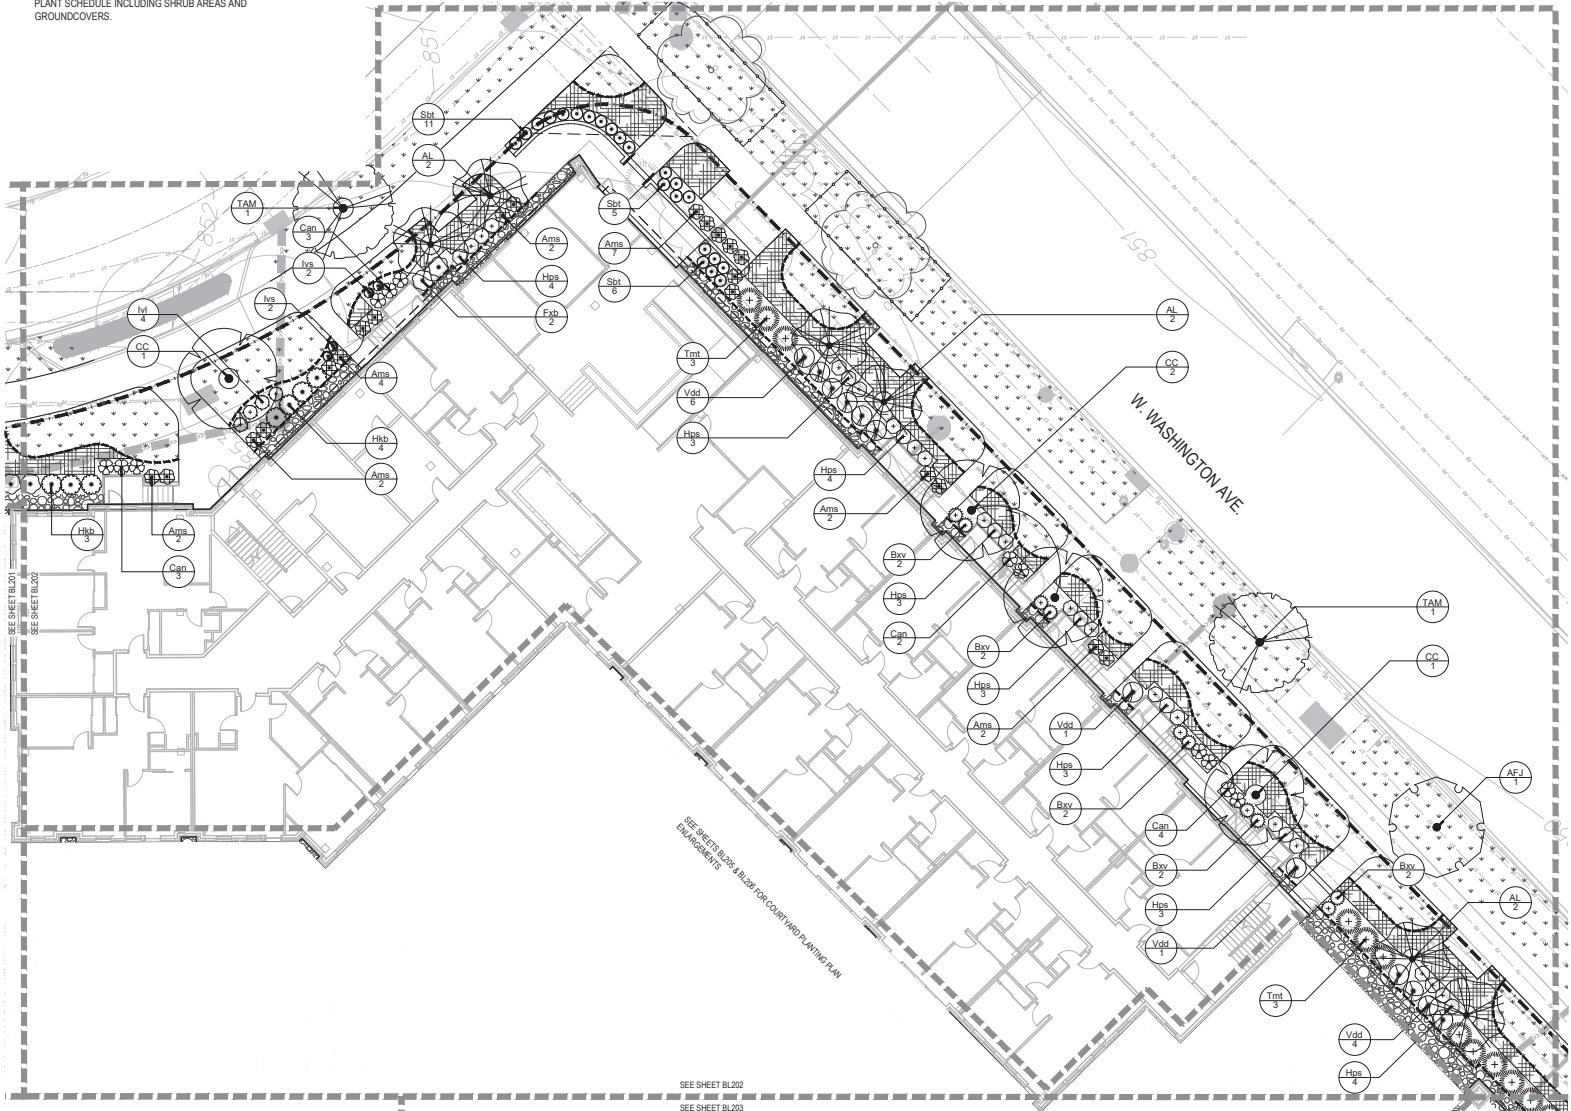 PLANT SCHEDULE INCLUDING SHRUB AREAS AND
GROUNDCOVERS.
851
Sbt
11
AL
2
TAM
1
Can
3
852
Ivs
2
Ivs
2
Ivl
4
CC
1
Ams
2
Hps
4
Fxb
2
Ams
4
Hkb
4
Ams
2
Hkb
3
Ams
2
Can
3
Sbt
5
Ams
7
Sbt
6
Tmt
3
Vdd
6
Hps
3
Hps
4
Ams
2
Bxv
2
Hps
3
Can
2
Bxv
2
Hps
3
Ams
2
Vdd
1
Hps
3
Bxv
2
Can
4
Bxv
2
Hps
3
Vdd
1
AL
2
CC
2
851
W. WASHINGTON AVE.
TAM
1
CC
1
AFJ
1
Bxv
2
AL
2
Tmt
3
Vdd
4
Hps
4
SEE SHEET BL201
SEE SHEET BL202
SEE SHEETS BL205 & BL206 FOR COURTYARD PLANTING PLAN
ENLARGEMENTS
SEE SHEET BL202
SEE SHEET BL203